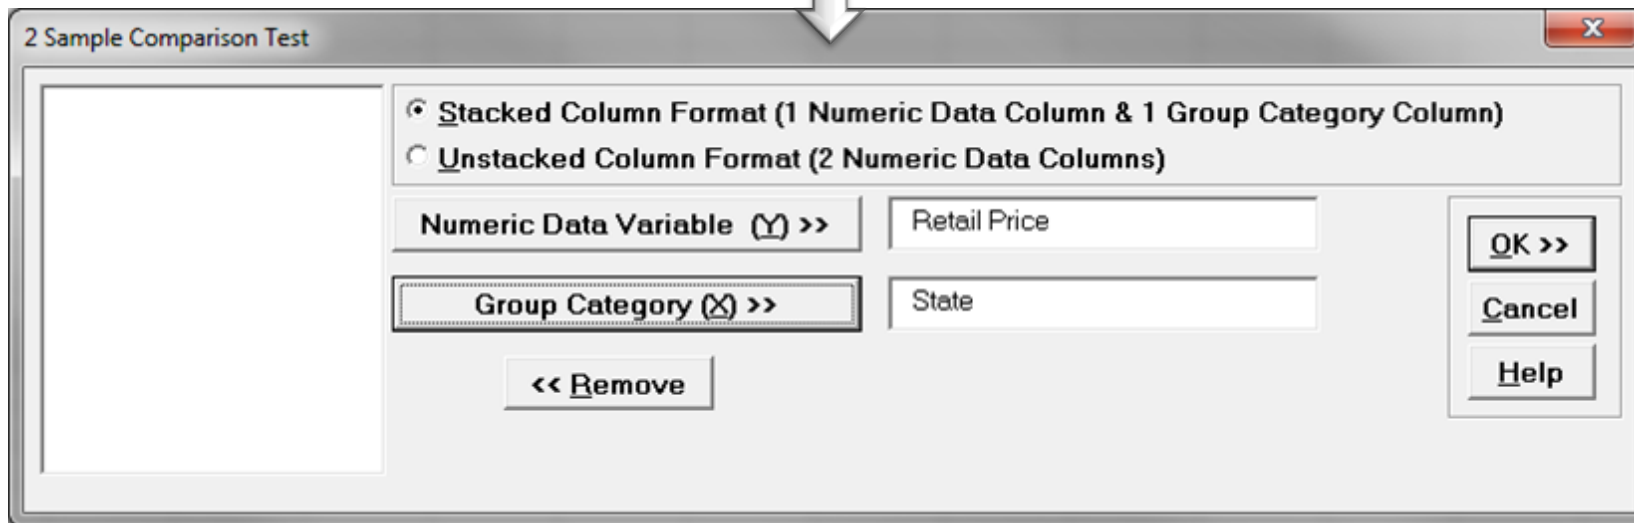 2 Sample Comparison Test
Stacked Column Format (1 Numeric Data Column & 1 Group Category Column)
Unstacked Column Format (2 Numeric Data Columns)
Numeric Data Variable (Y) >>
Retail Price
OK >>
Group Category (X) >>
State
Cancel
<< Remove
Help